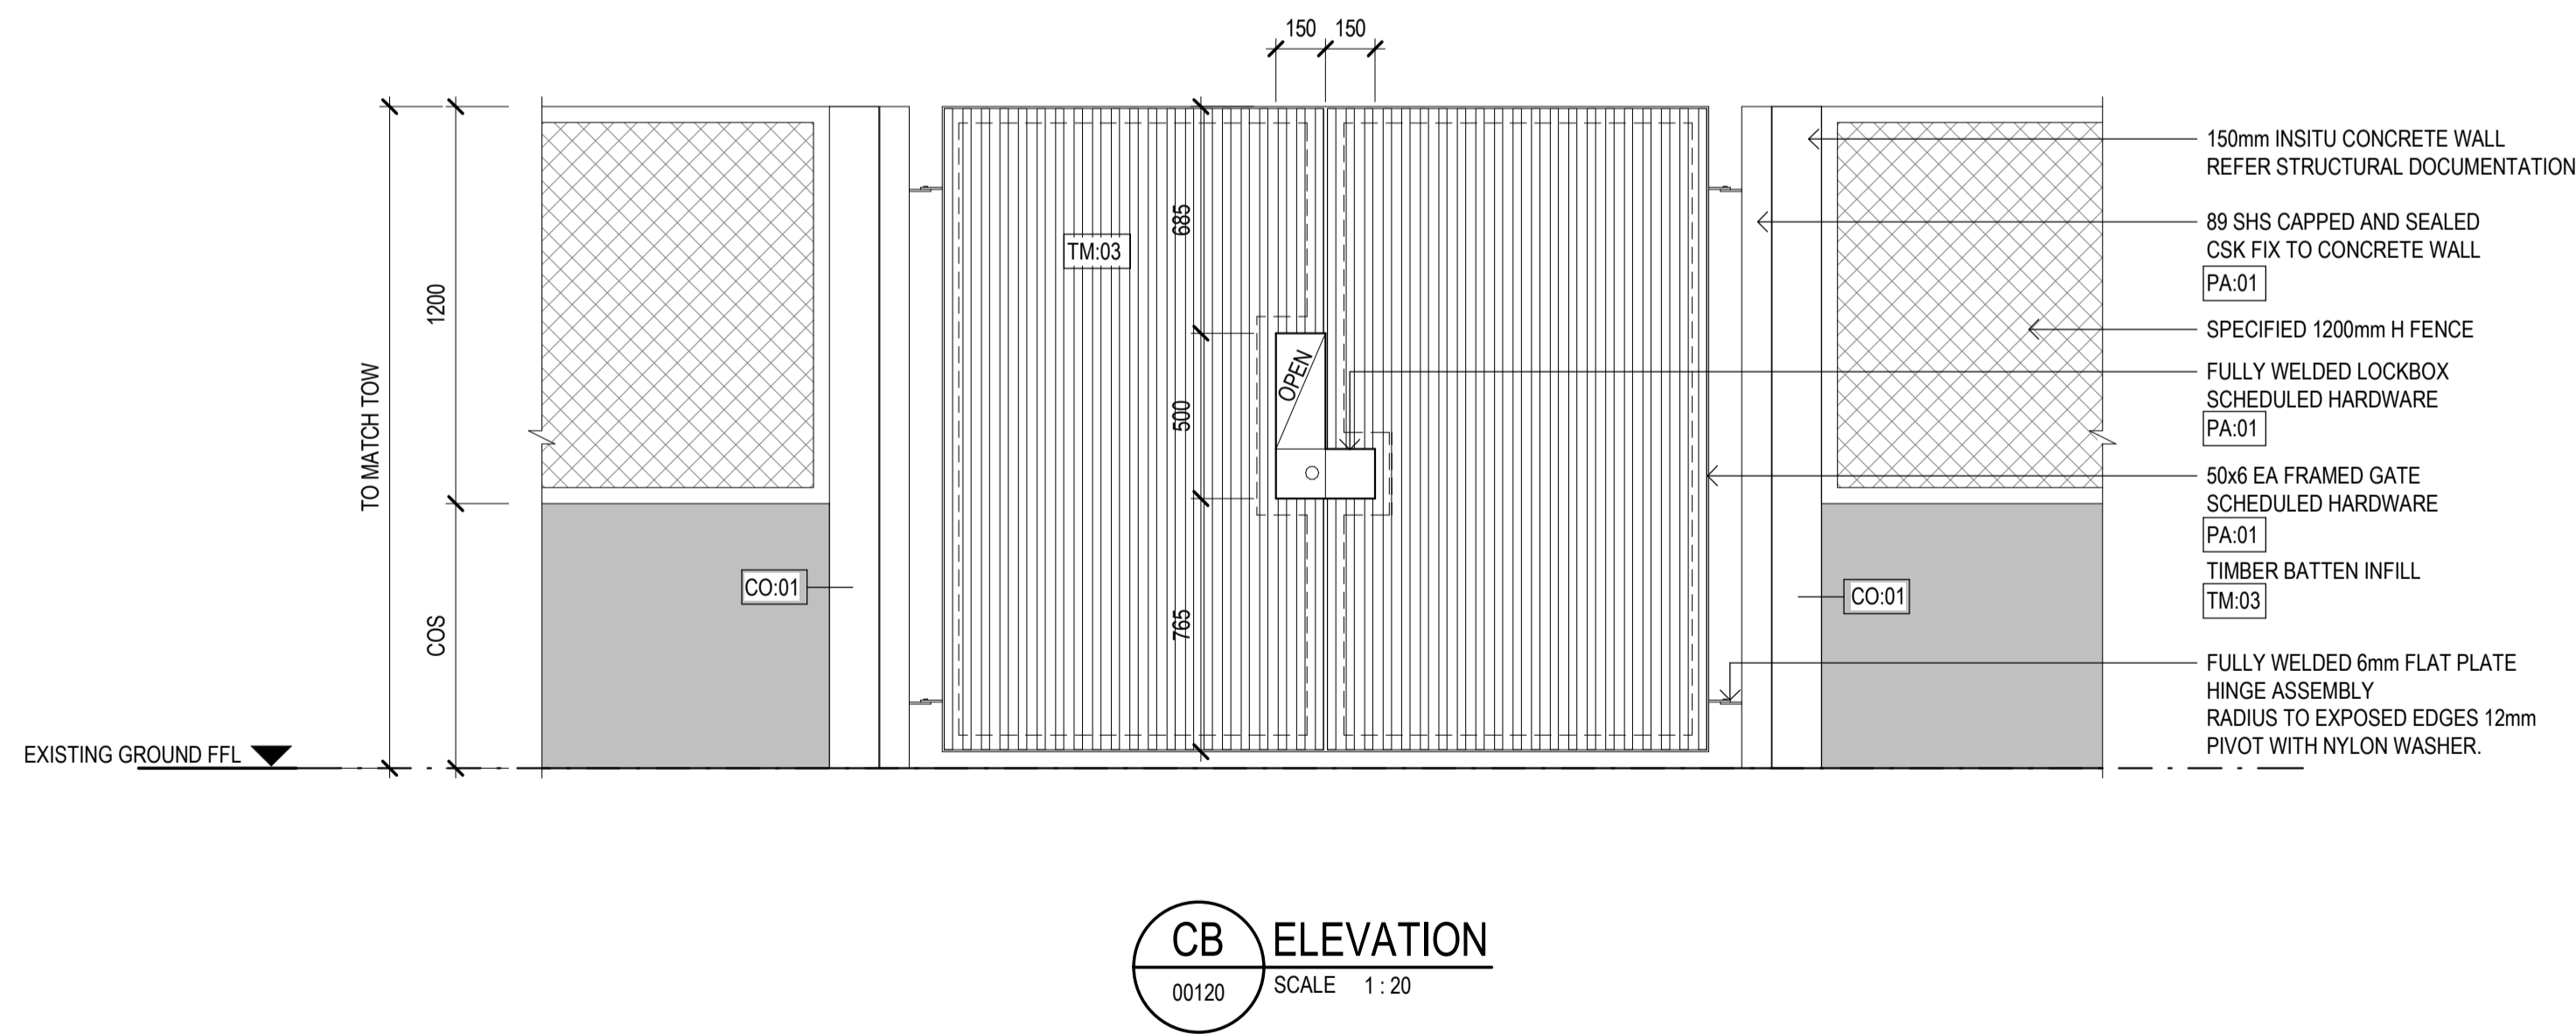 150 150
150mm INSITU CONCRETE WALL
REFER STRUCTURAL DOCUMENTATION
89 SHS CAPPED AND SEALED
CSK FIX TO CONCRETE WALL
PA:01
SPECIFIED 1200mm H FENCE
FULLY WELDED LOCKBOX
SCHEDULED HARDWARE
PA:01
50x6 EA FRAMED GATE
SCHEDULED HARDWARE
PA:01
TIMBER BATTEN INFILL
TM:03
FULLY WELDED 6mm FLAT PLATE
HINGE ASSEMBLY
RADIUS TO EXPOSED EDGES 12mm
PIVOT WITH NYLON WASHER.
TO MATCH TOW
1200
COS
685
500
765
TM:03
OPEN
CO:01
CO:01
EXISTING GROUND FFL
CB
00120
ELEVATION
SCALE 1 : 20